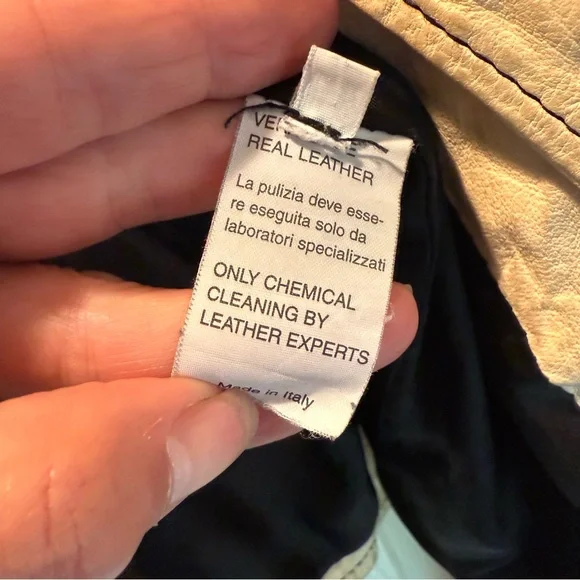 REAL LEATHER
La pulizia deve esse-
re eseguita solo da
laboratori specializzati
ONLY CHEMICAL
CLEANING BY
LEATHER EXPERTS
Made in Italy